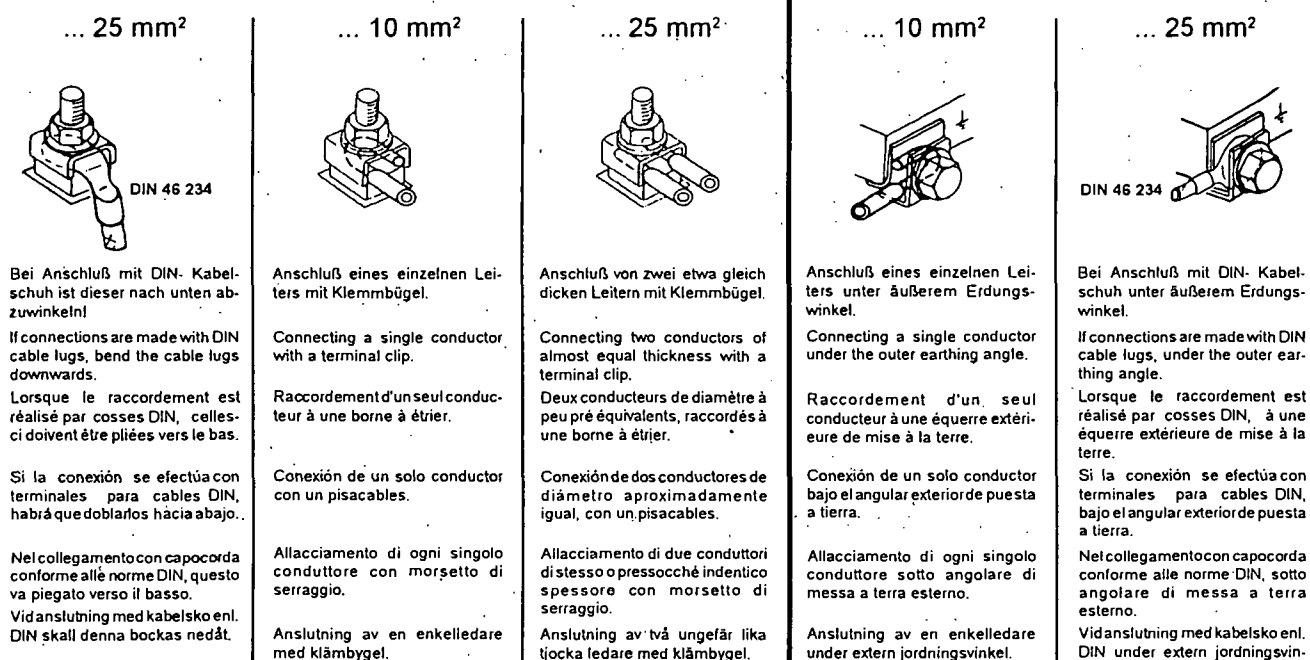 ... 25 mm²
DIN 46 234
Bei Anschluß mit DIN- Kabel-
schuh ist dieser nach unten ab-
zuwinkeln!
If connections are made with DIN
cable lugs, bend the cable lugs
downwards.
Lorsque le raccordement est
réalisé par cosses DIN, celles-
ci doivent être pliées vers le bas.
Si la conexión se efectúa con
terminales para cables DIN,
habrá que doblarlos hacia abajo.
Nel collegamento con capocorda
conforme alle norme DIN, questo
va piegato verso il basso.
Vid anslutning med kabelsko enl.
DIN skall denna bockas nedåt.
... 10 mm²
Anschluß eines einzelnen Lei-
ters mit Klemmbügel.
Connecting a single conductor
with a terminal clip.
Raccordement d'un seul conduc-
teur à une borne à étrier.
Conexión de un solo conductor
con un pisacables.
Allacciamento di ogni singolo
conduttore con morsetto di
serraggio.
Anslutning av en enkelledare
med klämbygel.
... 25 mm²
Anschluß von zwei etwa gleich
dicken Leitern mit Klemmbügel.
Connecting two conductors of
almost equal thickness with a
terminal clip.
Deux conducteurs de diamètre à
peu pré équivalents, raccordés à
une borne à étrier.
Conexión de dos conductores de
diámetro aproximadamente
igual, con un pisacables.
Allacciamento di due conduttori
di stesso o pressocché indentico
spessore con morsetto di
serraggio.
Anslutning av två ungefär lika
tjocka ledare med klämbygel.
... 10 mm²
Anschluß eines einzelnen Lei-
ters unter äußerem Erdungs-
winkel.
Connecting a single conductor
under the outer earthing angle.
Raccordement d'un seul
conducteur à une équerre extéri-
eure de mise à la terre.
Conexión de un solo conductor
bajo el angular exterior de puesta
a tierra.
Allacciamento di ogni singolo
conduttore sotto angolare di
messa a terra esterno.
Anslutning av en enkelledare
under extern jordningsvinkel.
... 25 mm²
DIN 46 234
Bei Anschluß mit DIN- Kabel-
schuh unter äußerem Erdungs-
winkel.
If connections are made with DIN
cable lugs, under the outer ear-
thing angle.
Lorsque le raccordement est
réalisé par cosses DIN, à une
équerre extérieure de mise à la
terre.
Si la conexión se efectúa con
terminales para cables DIN,
bajo el angular exterior de puesta
a tierra.
Nel collegamento con capocorda
conforme alle norme DIN, sotto
angolare di messa a terra
esterno.
Vid anslutning med kabelsko enl.
DIN under extern jordningsvin-